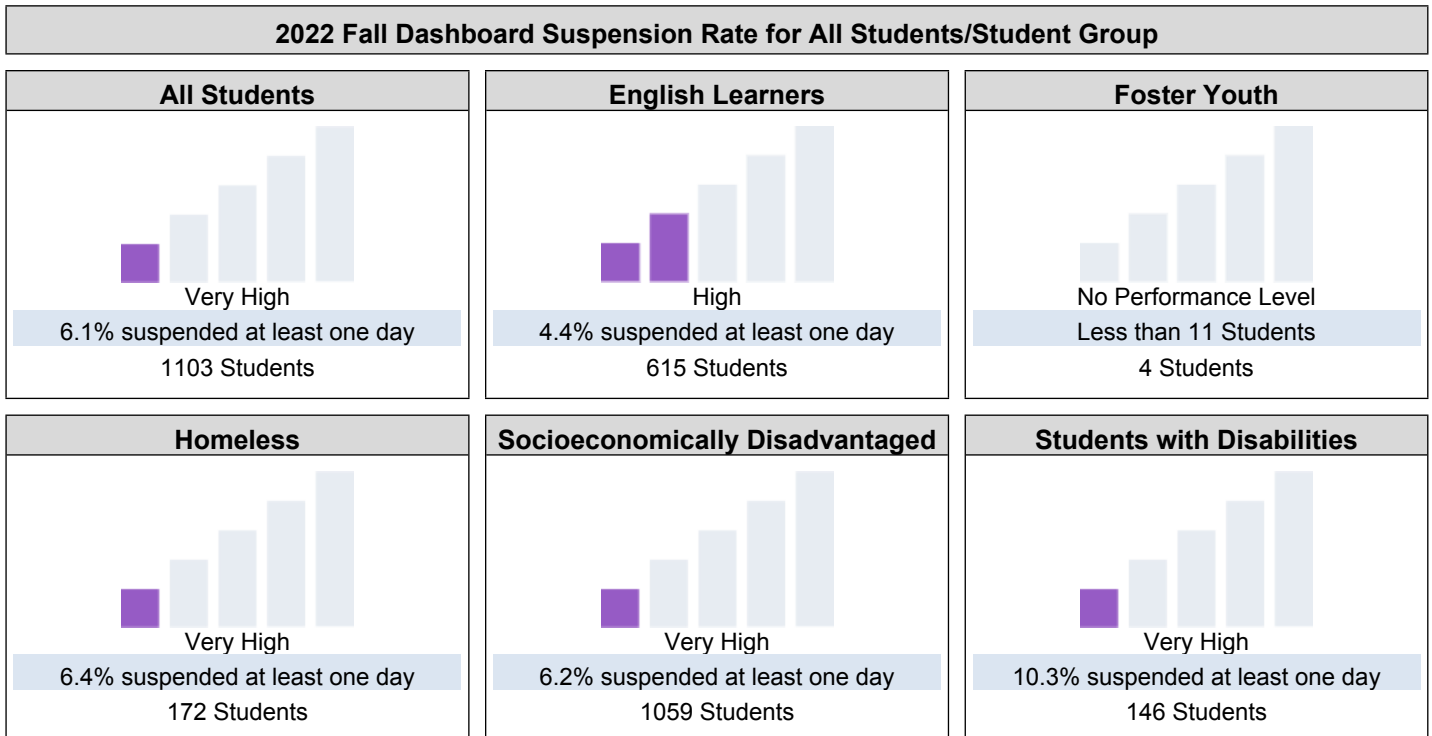 2022 Fall Dashboard Suspension Rate for All Students/Student Group
All Students
Very High
6.1% suspended at least one day
1103 Students
English Learners
High
4.4% suspended at least one day
615 Students
Foster Youth
No Performance Level
Less than 11 Students
4 Students
Homeless
Very High
6.4% suspended at least one day
172 Students
Socioeconomically Disadvantaged
Very High
6.2% suspended at least one day
1059 Students
Students with Disabilities
Very High
10.3% suspended at least one day
146 Students